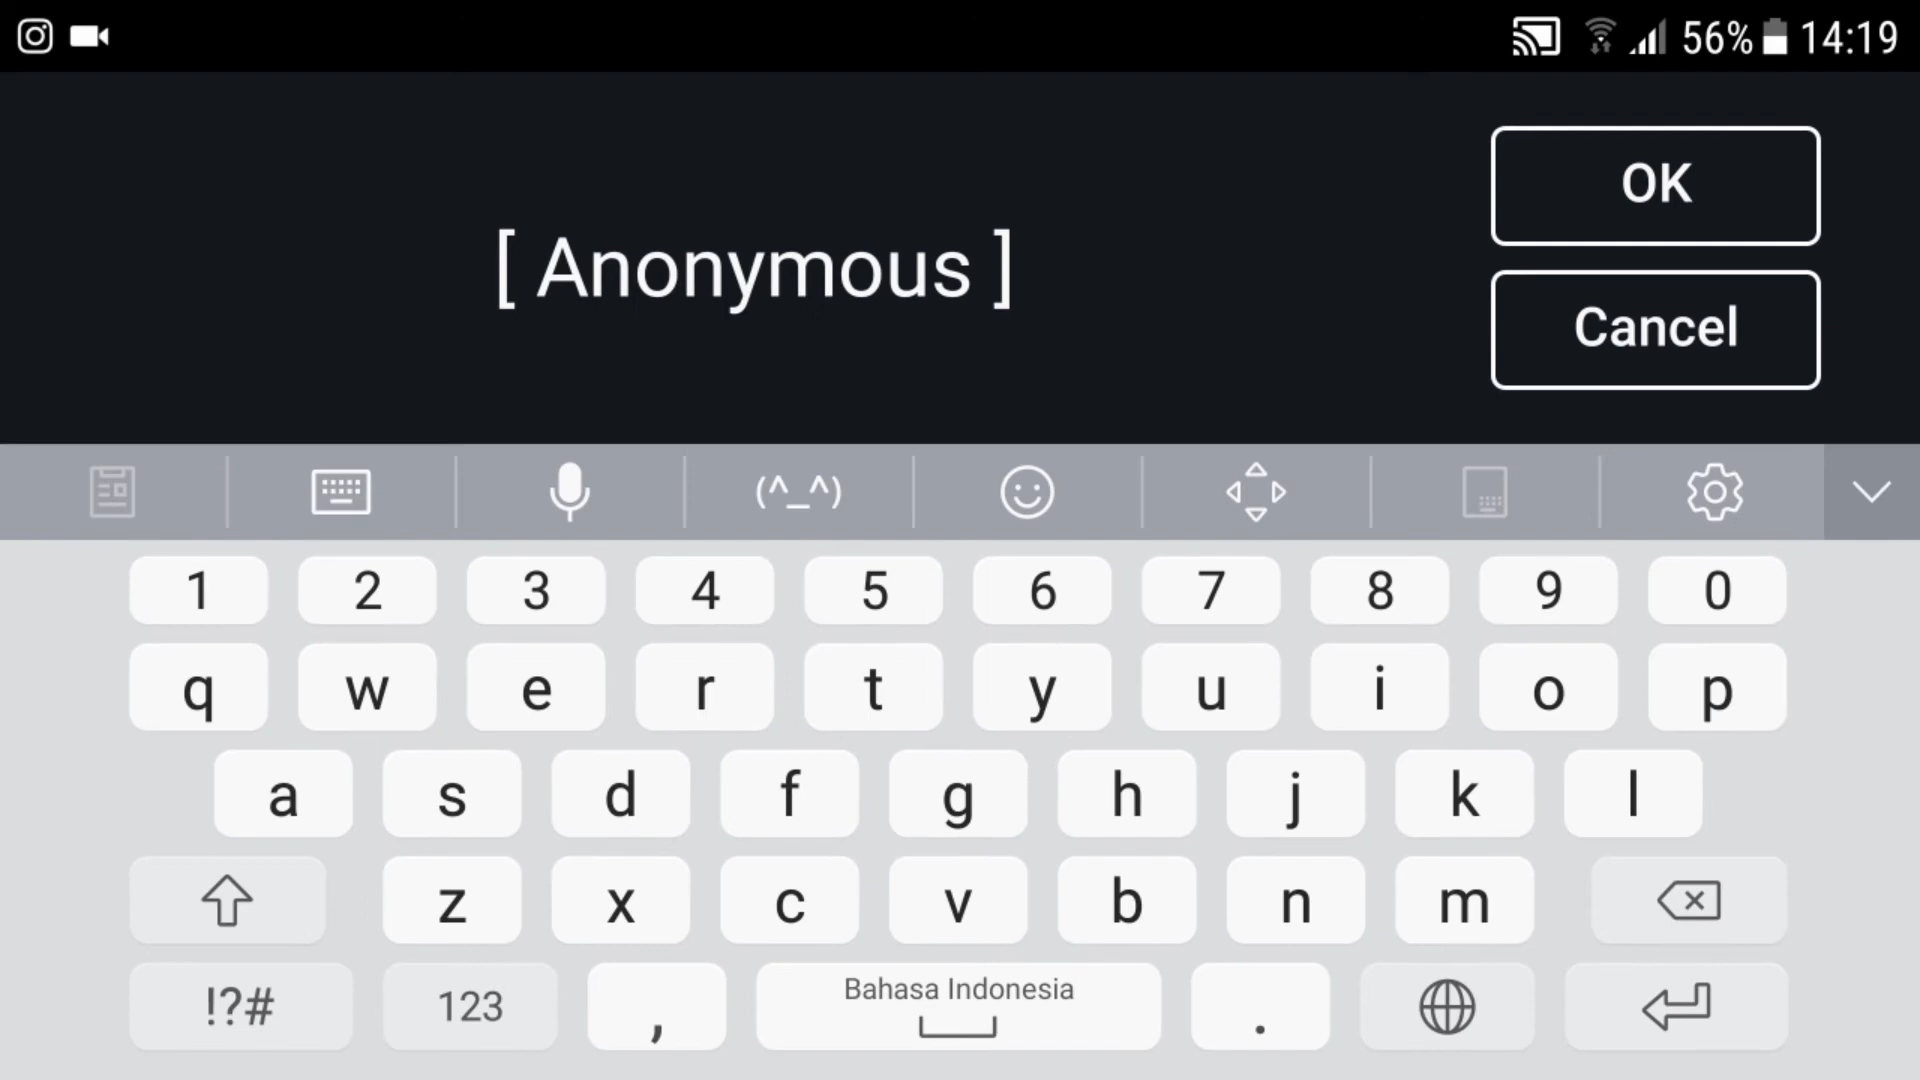 56% 14:19
OK
[ Anonymous ]
Cancel
(^_^)
1 2 3 4 5 6 7 8 9 0
q w e r t y u i o p
a s d f g h j k l
z x c v b n m
!?# 123 , Bahasa Indonesia .